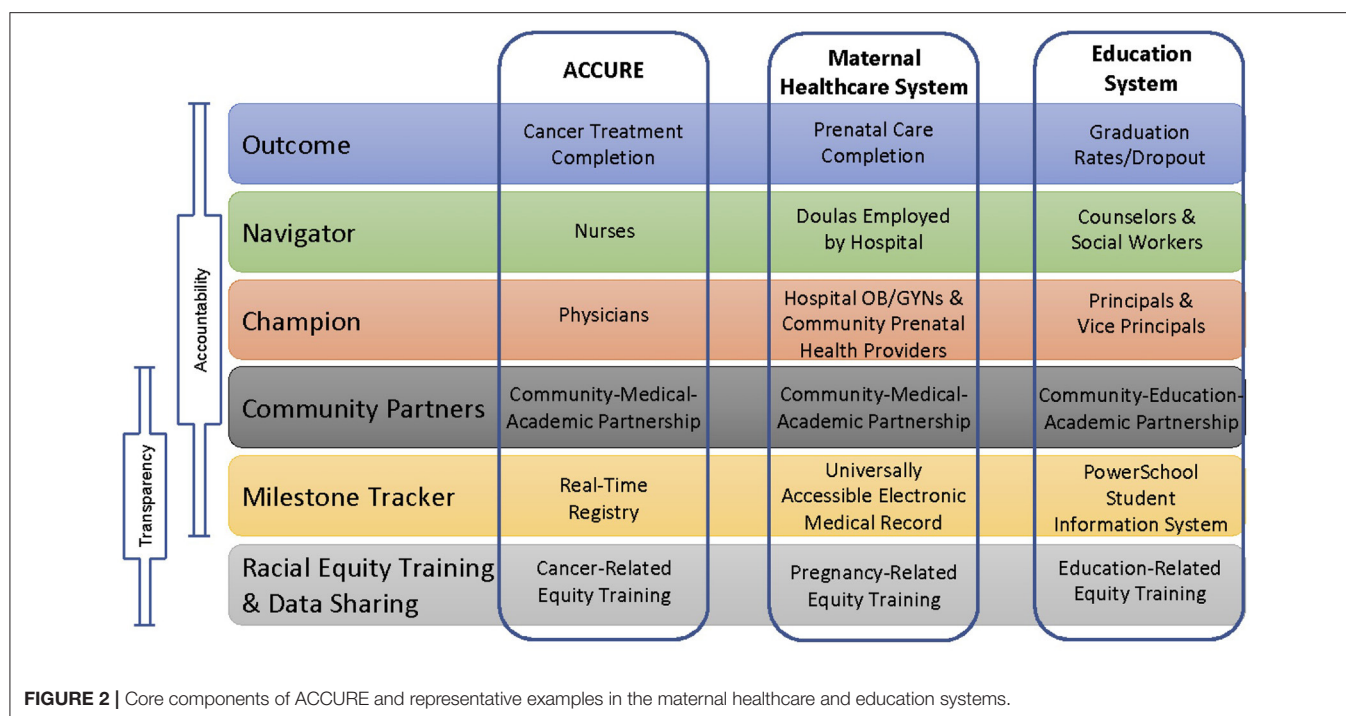 ACCURE
Maternal
Healthcare System
Education
System
Outcome
Cancer Treatment
Completion
Prenatal Care
Completion
Graduation
Rates/Dropout
Navigator
Nurses
Doulas Employed
by Hospital
Counselors &
Social Workers
Champion
Physicians
Hospital OB/GYNs &
Community Prenatal
Health Providers
Principals &
Vice Principals
Community Partners
Community-Medical-
Academic Partnership
Community-Medical-
Academic Partnership
Community-Education-
Academic Partnership
Milestone Tracker
Real-Time
Registry
Universally
Accessible Electronic
Medical Record
PowerSchool
Student
Information System
Racial Equity Training
& Data Sharing
Cancer-Related
Equity Training
Pregnancy-Related
Equity Training
Education-Related
Equity Training
Accountability
Transparency
FIGURE 2 | Core components of ACCURE and representative examples in the maternal healthcare and education systems.